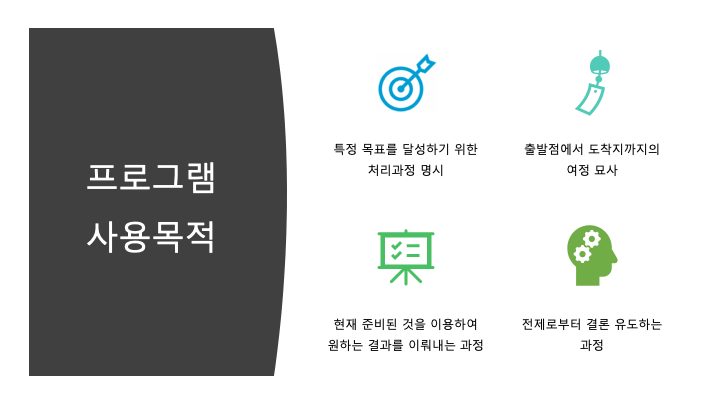 프로그램
사용목적
특정 목표를 달성하기 위한
처리과정 명시
출발점에서 도착지까지의
여정 묘사
현재 준비된 것을 이용하여
원하는 결과를 이뤄내는 과정
전제로부터 결론 유도하는
과정